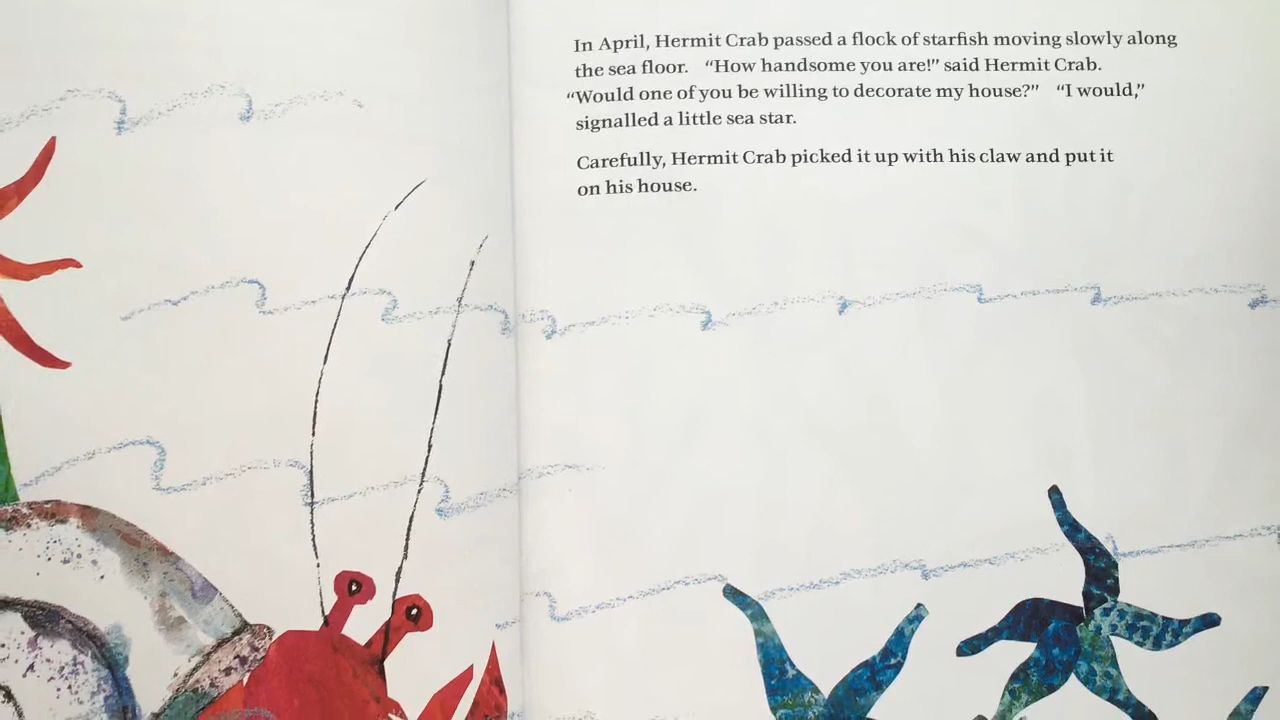 In April, Hermit Crab passed a flock of starfish moving slowly along
the sea floor. “How handsome you are!” said Hermit Crab.
“Would one of you be willing to decorate my house?” “I would,”
signalled a little sea star.
Carefully, Hermit Crab picked it up with his claw and put it
on his house.